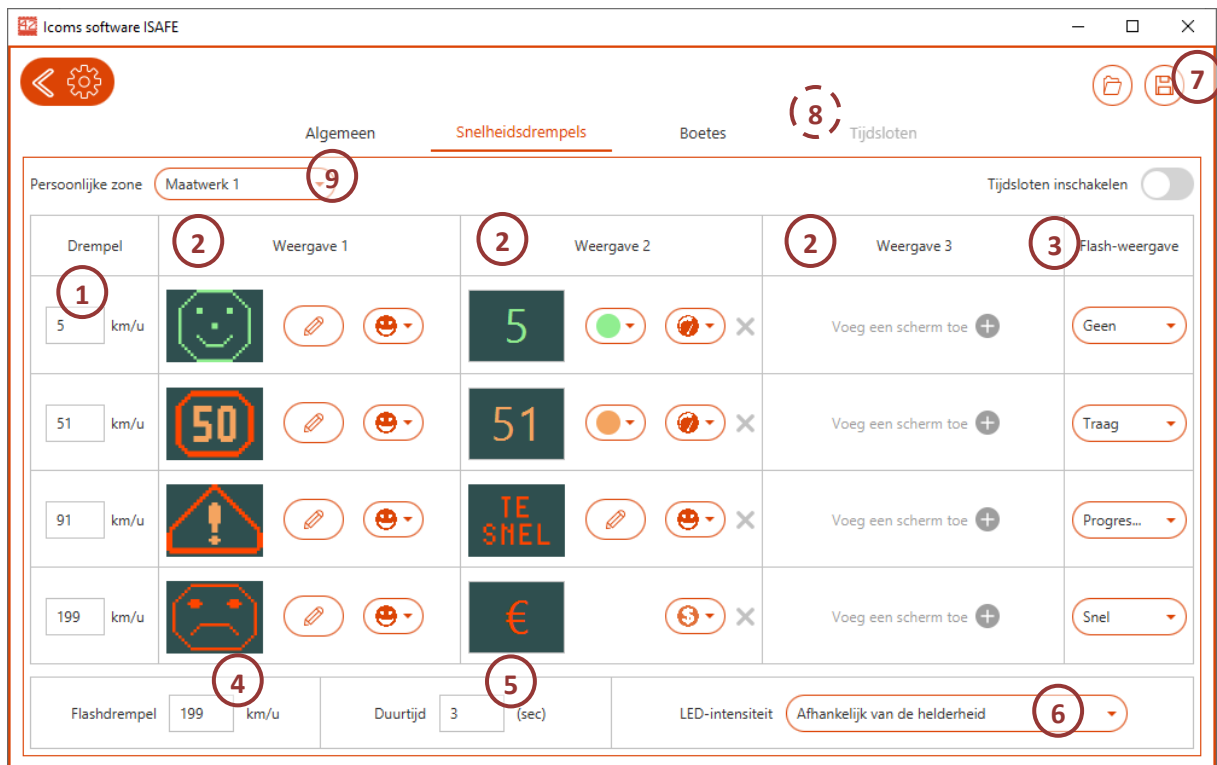 42 Icoms software ISAFE
7
8
Algemeen Snelheidsdrempels Boetes Tijdsloten
Persoonlijke zone Maatwerk 1 9 Tijdsloten inschakelen
Drempel 2 Weergave 1 2 Weergave 2 2 Weergave 3 3 Flash-weergave
1
5 km/u 5 Voeg een scherm toe Geen
51 km/u 50 51 Voeg een scherm toe Traag
91 km/u ! TE Voeg een scherm toe Progres...
SNEL
199 km/u € Voeg een scherm toe Snel
4 5
Flashdrempel 199 km/u Duurtijd 3 (sec) LED-intensiteit Afhankelijk van de helderheid 6